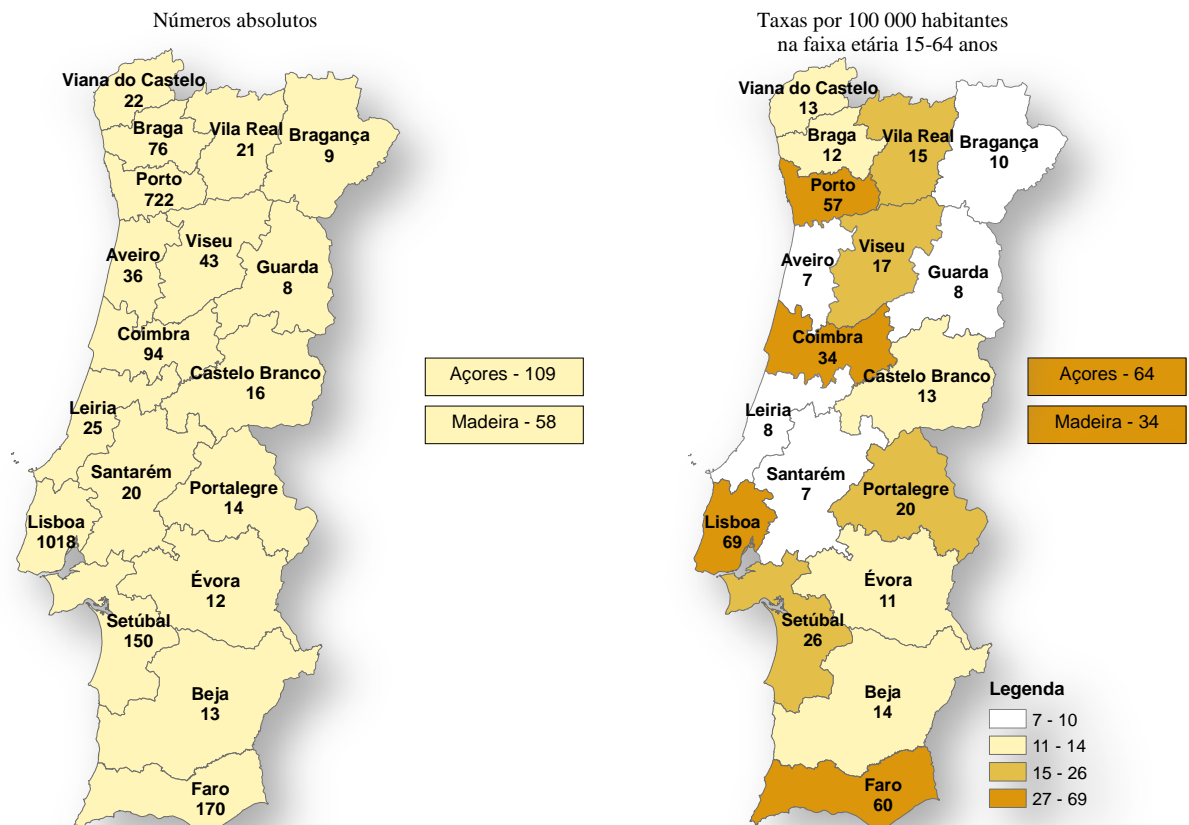 Números absolutos
Viana do Castelo
22
Braga
76
Vila Real
21
Bragança
9
Porto
722
Aveiro
36
Viseu
43
Guarda
8
Coimbra
94
Castelo Branco
16
Leiria
25
Santarém
20
Portalegre
14
Lisboa
1018
Évora
12
Setúbal
150
Beja
13
Faro
170
Açores - 109
Madeira - 58
Taxas por 100 000 habitantes
na faixa etária 15-64 anos
Viana do Castelo
13
Braga
12
Vila Real
15
Bragança
10
Porto
57
Aveiro
7
Viseu
17
Guarda
8
Coimbra
34
Castelo Branco
13
Leiria
8
Santarém
7
Portalegre
20
Lisboa
69
Évora
11
Setúbal
26
Beja
14
Faro
60
Açores - 64
Madeira - 34
Legenda
7 - 10
11 - 14
15 - 26
27 - 69